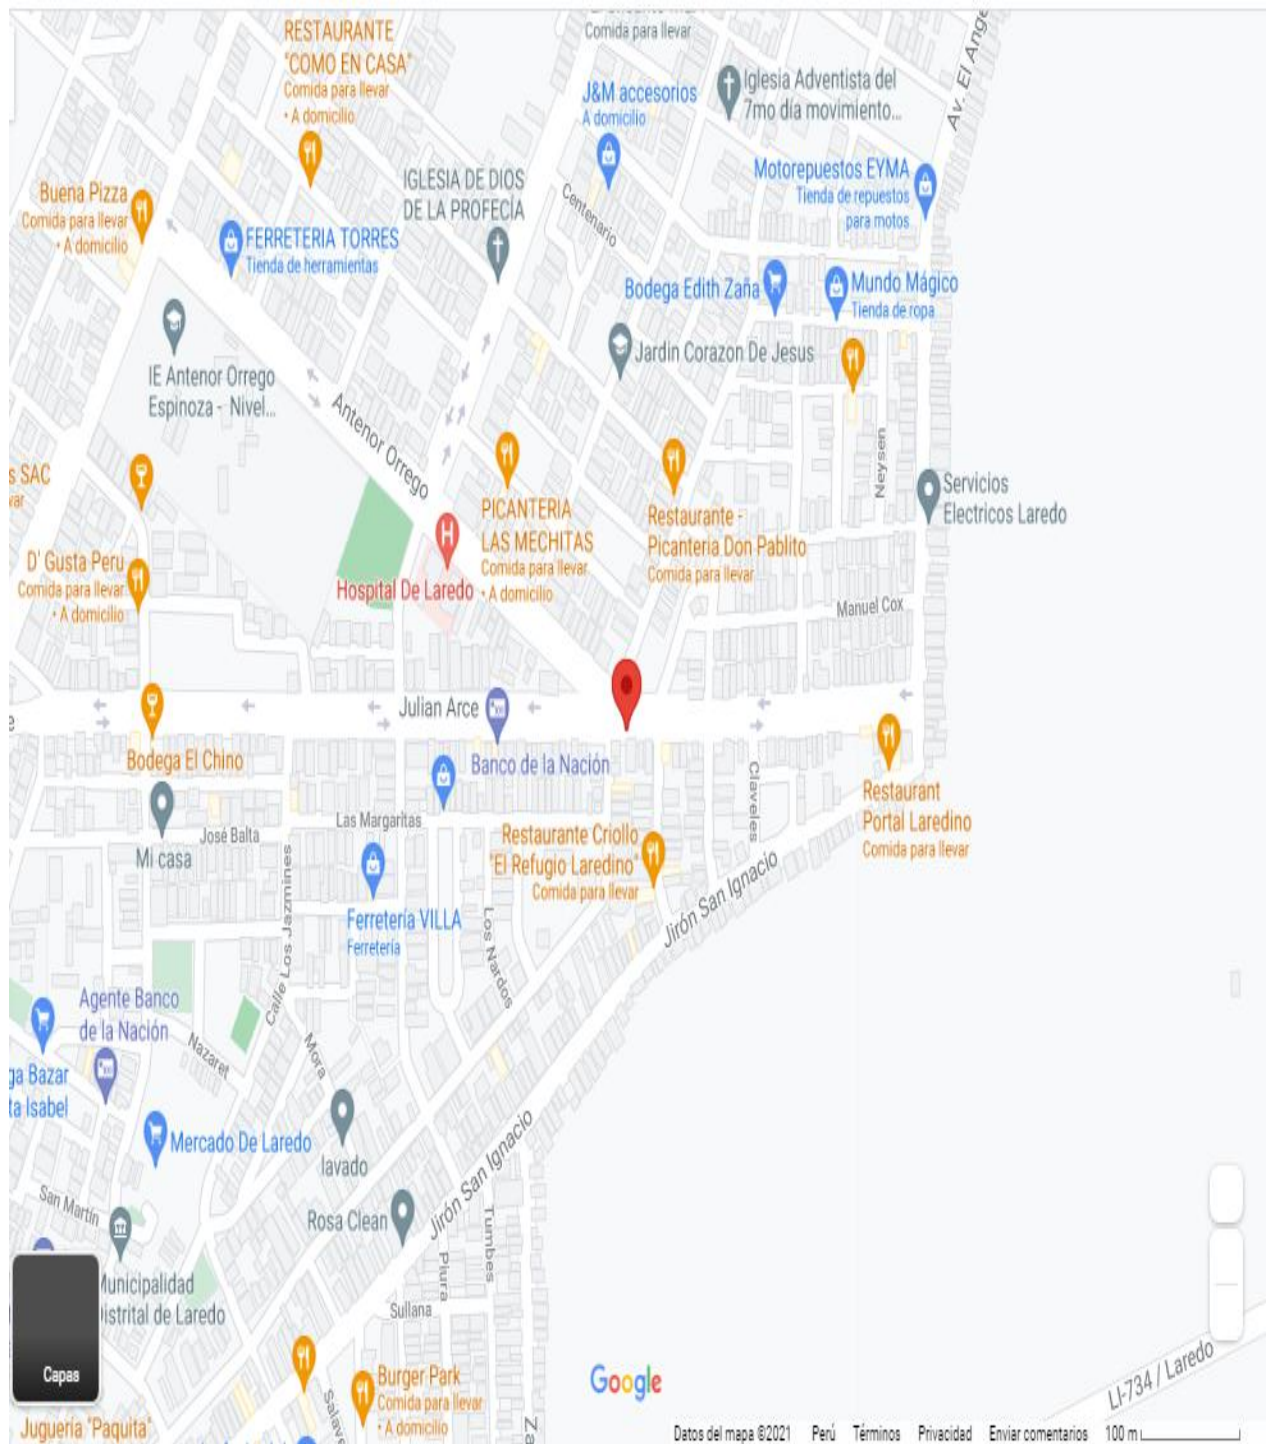 Comida para llevar
RESTAURANTE
"COMO EN CASA"
Comida para llevar
• A domicilio
J&M accesorios
A domicilio
Iglesia Adventista del
7mo día movimiento...
Av. El Ange
Motorepuestos EYMA
Tienda de repuestos
para motos
Buena Pizza
Comida para llevar
• A domicilio
IGLESIA DE DIOS
DE LA PROFECÍA
Centenario
FERRETERIA TORRES
Tienda de herramientas
Bodega Edith Zaña
Mundo Mágico
Tienda de ropa
Jardin Corazon De Jesus
IE Antenor Orrego
Espinoza - Nivel...
Antenor Orrego
Neysen
s SAC
var
Servicios
Electricos Laredo
PICANTERIA
LAS MECHITAS
Comida para llevar
• A domicilio
Restaurante -
Picanteria Don Pablito
Comida para llevar
D' Gusta Peru
Comida para llevar
• A domicilio
H
Hospital De Laredo
Manuel Cox
e
Julian Arce
Banco de la Nación
Bodega El Chino
Claveles
Restaurant
Portal Laredino
Comida para llevar
Mi casa
José Balta
Las Margaritas
Restaurante Criollo
"El Refugio Laredino"
Comida para llevar
Jirón San Ignacio
Ferretería VILLA
Ferretería
Calle Los Jazmines
Los Nardos
Agente Banco
de la Nación
Nazaret
Mora
ga Bazar
ta Isabel
Mercado De Laredo
lavado
San Martín
Rosa Clean
Jirón San Ignacio
Tumbes
Piura
Municipalidad
Distrital de Laredo
Sullana
Capas
Burger Park
Comida para llevar
• A domicilio
Juguería "Paquita"
Salave
Za
Google
LI-734 / Laredo
Datos del mapa ©2021 Perú Términos Privacidad Enviar comentarios 100 m